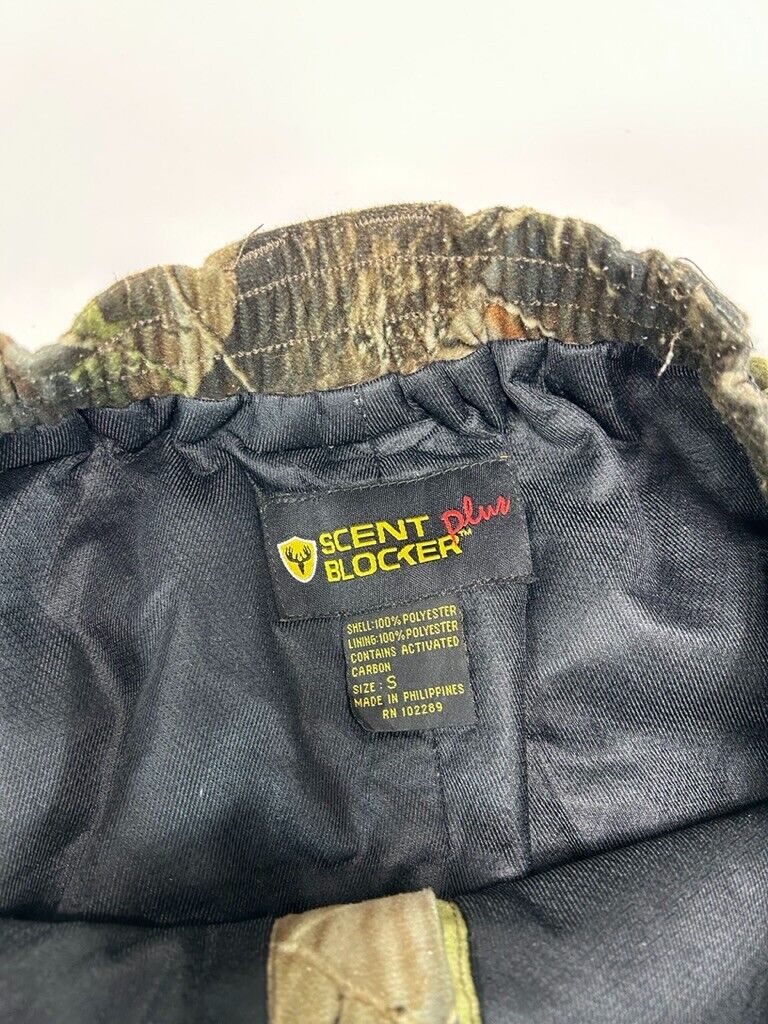 SCENT plus
BLOCKER™
SHELL:100% POLYESTER
LINING:100% POLYESTER
CONTAINS ACTIVATED
CARBON
SIZE : S
MADE IN PHILIPPINES
RN 102289